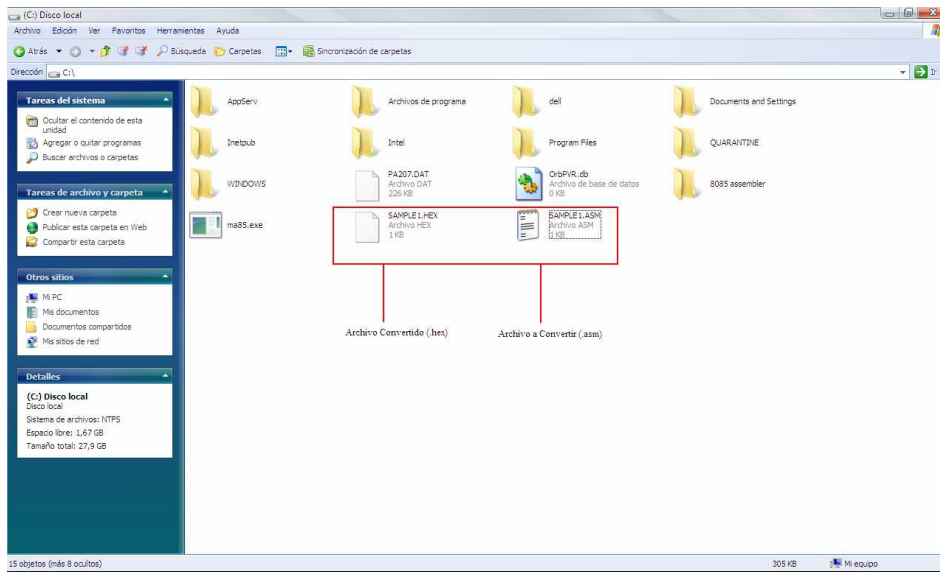 (C:) Disco local
Archivo Edición Ver Favoritos Herramientas Ayuda
Atrás Búsqueda Carpetas Sincronización de carpetas
Dirección C:\ Ir
Tareas del sistema
Ocultar el contenido de esta
unidad
Agregar o quitar programas
Buscar archivos o carpetas
Tareas de archivo y carpeta
Crear nueva carpeta
Publicar esta carpeta en Web
Compartir esta carpeta
Otros sitios
Mi PC
Mis documentos
Documentos compartidos
Mis sitios de red
Detalles
(C:) Disco local
Disco local
Sistema de archivos: NTFS
Espacio libre: 1,67 GB
Tamaño total: 27,9 GB
AppServ
Archivos de programa
dell
Documents and Settings
Inetpub
Intel
Program Files
QUARANTINE
WINDOWS
PA207.DAT
Archivo DAT
226 KB
OrbPVR.db
Archivo de base de datos
0 KB
8085 assembler
ma85.exe
SAMPLE1.HEX
Archivo HEX
1 KB
SAMPLE1.ASM
Archivo ASM
1 KB
Archivo Convertido (.hex)
Archivo a Convertir (.asm)
15 objetos (más 8 ocultos)
305 KB
Mi equipo